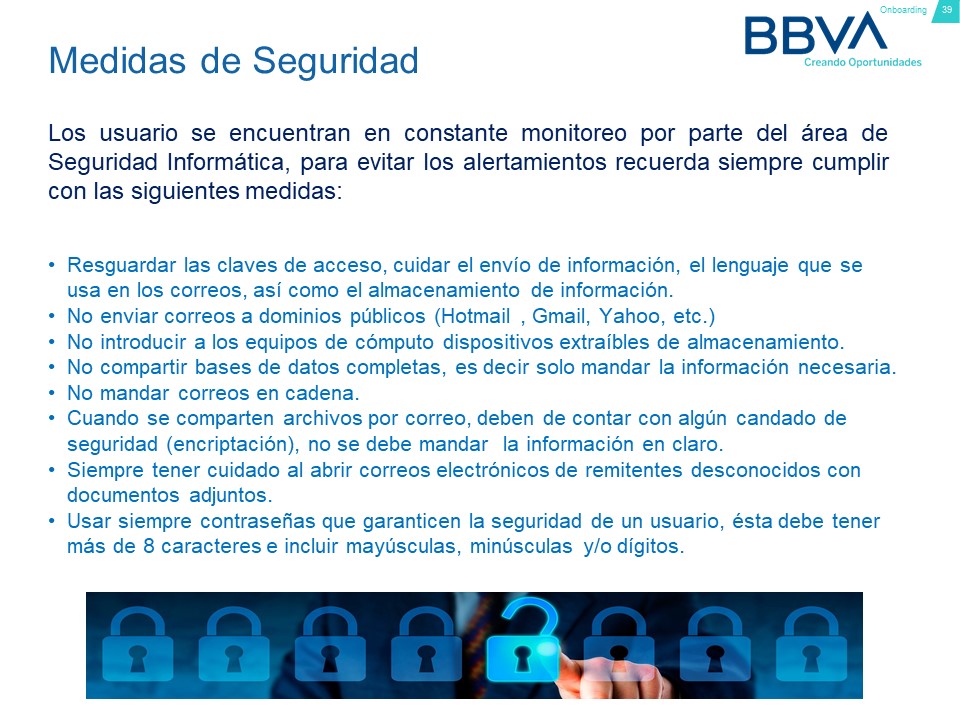 Onboarding 39
BBVA
Creando Oportunidades
Medidas de Seguridad
Los usuario se encuentran en constante monitoreo por parte del área de
Seguridad Informática, para evitar los alertamientos recuerda siempre cumplir
con las siguientes medidas:
• Resguardar las claves de acceso, cuidar el envío de información, el lenguaje que se
usa en los correos, así como el almacenamiento de información.
• No enviar correos a dominios públicos (Hotmail , Gmail, Yahoo, etc.)
• No introducir a los equipos de cómputo dispositivos extraíbles de almacenamiento.
• No compartir bases de datos completas, es decir solo mandar la información necesaria.
• No mandar correos en cadena.
• Cuando se comparten archivos por correo, deben de contar con algún candado de
seguridad (encriptación), no se debe mandar la información en claro.
• Siempre tener cuidado al abrir correos electrónicos de remitentes desconocidos con
documentos adjuntos.
• Usar siempre contraseñas que garanticen la seguridad de un usuario, ésta debe tener
más de 8 caracteres e incluir mayúsculas, minúsculas y/o dígitos.